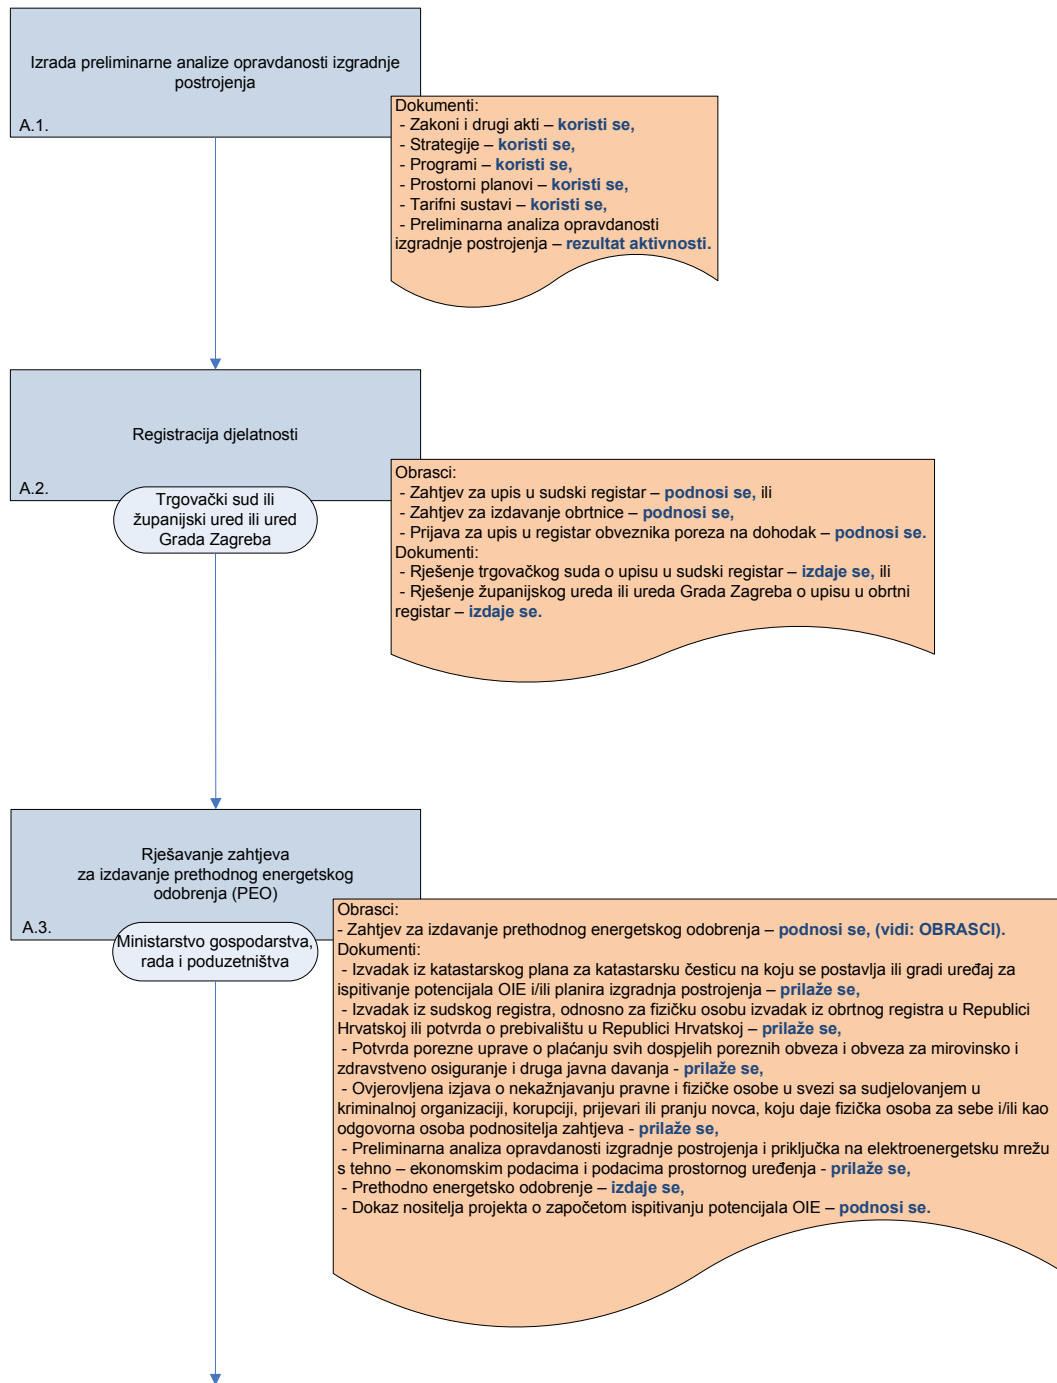 Izrada preliminarne analize opravdanosti izgradnje
postrojenja
A.1.
Dokumenti:
- Zakoni i drugi akti – koristi se,
- Strategije – koristi se,
- Programi – koristi se,
- Prostorni planovi – koristi se,
- Tarifni sustavi – koristi se,
- Preliminarna analiza opravdanosti
izgradnje postrojenja – rezultat aktivnosti.
Registracija djelatnosti
A.2.
Trgovački sud ili
županijski ured ili ured
Grada Zagreba
Obrasci:
- Zahtjev za upis u sudski registar – podnosi se, ili
- Zahtjev za izdavanje obrtnice – podnosi se,
- Prijava za upis u registar obveznika poreza na dohodak – podnosi se.
Dokumenti:
- Rješenje trgovačkog suda o upisu u sudski registar – izdaje se, ili
- Rješenje županijskog ureda ili ureda Grada Zagreba o upisu u obrtni
registar – izdaje se.
Rješavanje zahtjeva
za izdavanje prethodnog energetskog
odobrenja (PEO)
A.3.
Ministarstvo gospodarstva,
rada i poduzetništva
Obrasci:
- Zahtjev za izdavanje prethodnog energetskog odobrenja – podnosi se, (vidi: OBRASCI).
Dokumenti:
- Izvadak iz katastarskog plana za katastarsku česticu na koju se postavlja ili gradi uređaj za
ispitivanje potencijala OIE i/ili planira izgradnja postrojenja – prilaže se,
- Izvadak iz sudskog registra, odnosno za fizičku osobu izvadak iz obrtnog registra u Republici
Hrvatskoj ili potvrda o prebivalištu u Republici Hrvatskoj – prilaže se,
- Potvrda porezne uprave o plaćanju svih dospjelih poreznih obveza i obveza za mirovinsko i
zdravstveno osiguranje i druga javna davanja - prilaže se,
- Ovjerovljena izjava o nekažnjavanju pravne i fizičke osobe u svezi sa sudjelovanjem u
kriminalnoj organizaciji, korupciji, prijevari ili pranju novca, koju daje fizička osoba za sebe i/ili kao
odgovorna osoba podnositelja zahtjeva - prilaže se,
- Preliminarna analiza opravdanosti izgradnje postrojenja i priključka na elektroenergetsku mrežu
s tehno – ekonomskim podacima i podacima prostornog uređenja - prilaže se,
- Prethodno energetsko odobrenje – izdaje se,
- Dokaz nositelja projekta o započetom ispitivanju potencijala OIE – podnosi se.